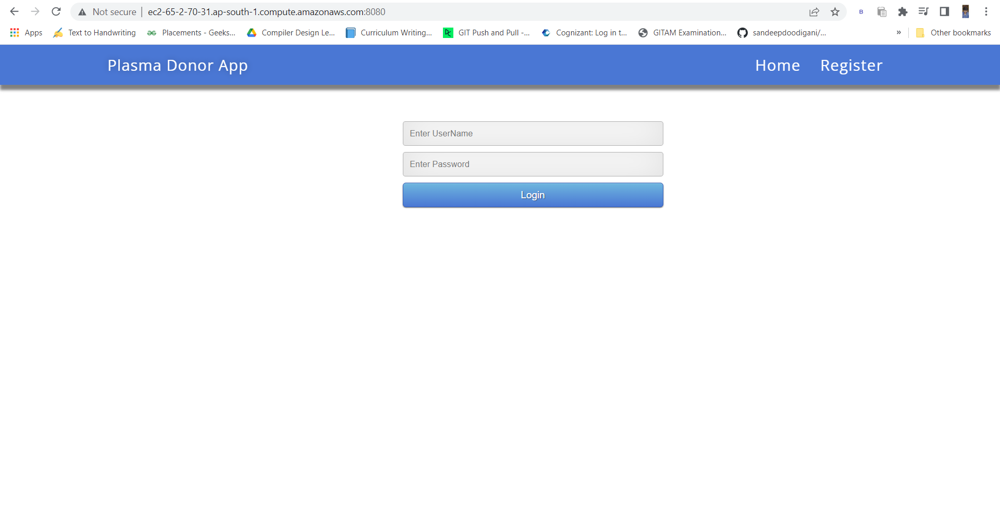 Not secure | ec2-65-2-70-31.ap-south-1.compute.amazonaws.com:8080
B
Apps Text to Handwriting Placements - Geeks... Compiler Design Le... Curriculum Writing... GIT Push and Pull -... Cognizant: Log in t... GITAM Examination... sandeepdoodigani/... » Other bookmarks
Plasma Donor App Home Register
Enter UserName
Enter Password
Login